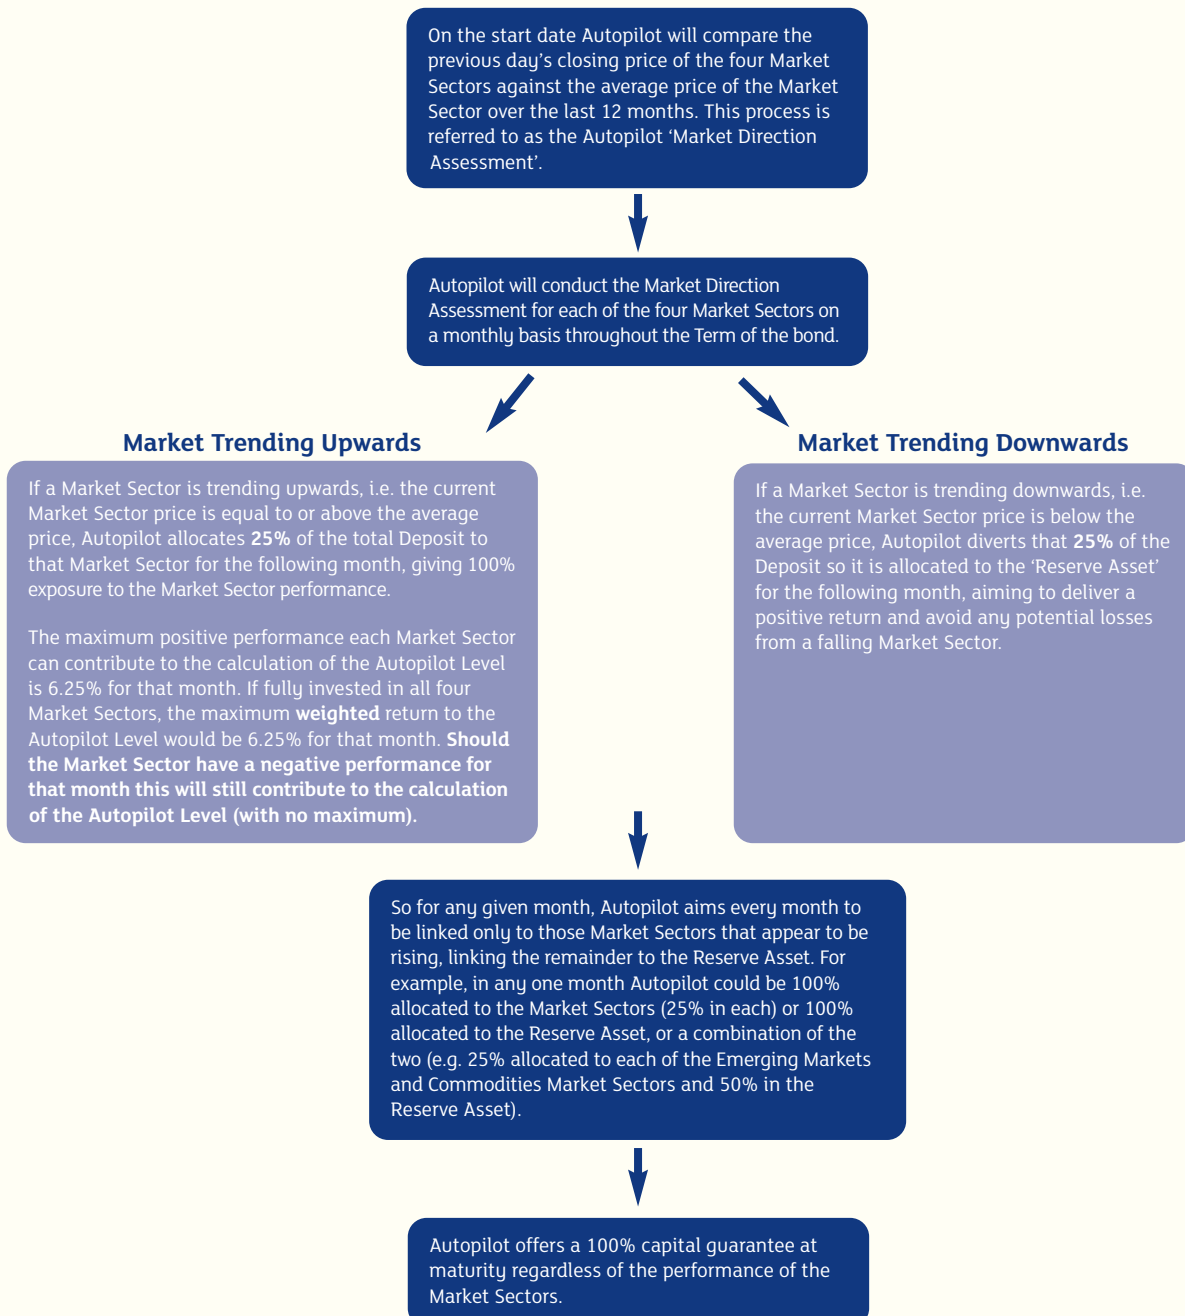 On the start date Autopilot will compare the
previous day’s closing price of the four Market
Sectors against the average price of the Market
Sector over the last 12 months. This process is
referred to as the Autopilot ‘Market Direction
Assessment’.
Autopilot will conduct the Market Direction
Assessment for each of the four Market Sectors on
a monthly basis throughout the Term of the bond.
Market Trending Upwards
If a Market Sector is trending upwards, i.e. the current
Market Sector price is equal to or above the average
price, Autopilot allocates 25% of the total Deposit to
that Market Sector for the following month, giving 100%
exposure to the Market Sector performance.
The maximum positive performance each Market Sector
can contribute to the calculation of the Autopilot Level
is 6.25% for that month. If fully invested in all four
Market Sectors, the maximum weighted return to the
Autopilot Level would be 6.25% for that month. Should
the Market Sector have a negative performance for
that month this will still contribute to the calculation
of the Autopilot Level (with no maximum).
Market Trending Downwards
If a Market Sector is trending downwards, i.e.
the current Market Sector price is below the
average price, Autopilot diverts that 25% of the
Deposit so it is allocated to the ‘Reserve Asset’
for the following month, aiming to deliver a
positive return and avoid any potential losses
from a falling Market Sector.
So for any given month, Autopilot aims every month to
be linked only to those Market Sectors that appear to be
rising, linking the remainder to the Reserve Asset. For
example, in any one month Autopilot could be 100%
allocated to the Market Sectors (25% in each) or 100%
allocated to the Reserve Asset, or a combination of the
two (e.g. 25% allocated to each of the Emerging Markets
and Commodities Market Sectors and 50% in the
Reserve Asset).
Autopilot offers a 100% capital guarantee at
maturity regardless of the performance of the
Market Sectors.